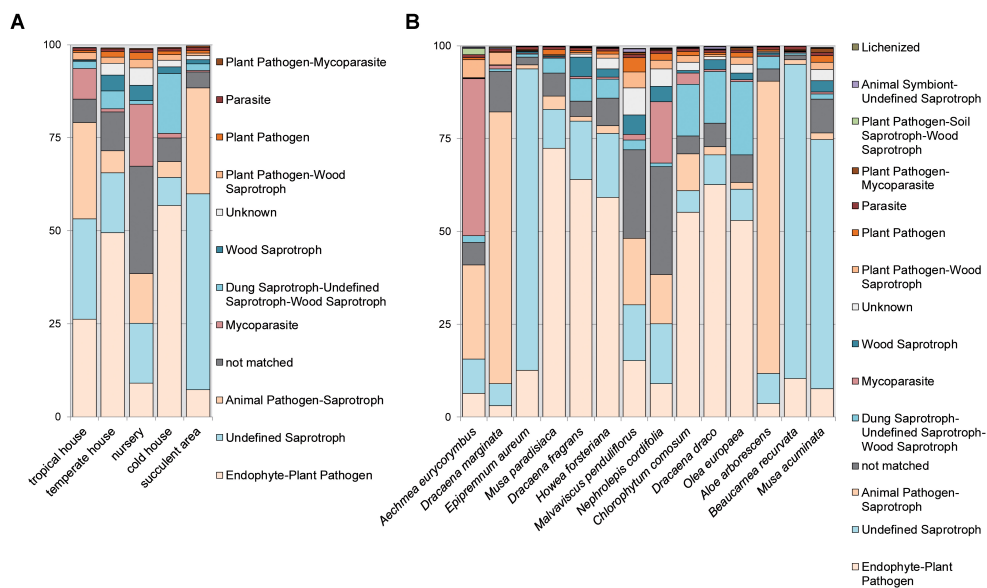 A
100
75
50
25
0
tropical house
temperate house
nursery
cold house
succulent area
Plant Pathogen-Mycoparasite
Parasite
Plant Pathogen
Plant Pathogen-Wood
Saprotroph
Unknown
Wood Saprotroph
Dung Saprotroph-Undefined
Saprotroph-Wood Saprotroph
Mycoparasite
not matched
Animal Pathogen-Saprotroph
Undefined Saprotroph
Endophyte-Plant Pathogen
B
100
75
50
25
0
Aechmea eurycorymbus
Dracaena marginata
Epipremnum aureum
Musa paradisiaca
Dracaena fragrans
Howea forsteriana
Malvaviscus penduliflorus
Nephrolepis cordifolia
Chlorophytum comosum
Dracaena draco
Olea europaea
Aloe arborescens
Beaucarnea recurvata
Musa acuminata
Lichenized
Animal Symbiont-
Undefined Saprotroph
Plant Pathogen-Soil
Saprotroph-Wood
Saprotroph
Plant Pathogen-
Mycoparasite
Parasite
Plant Pathogen
Plant Pathogen-Wood
Saprotroph
Unknown
Wood Saprotroph
Mycoparasite
Dung Saprotroph-
Undefined Saprotroph-
Wood Saprotroph
not matched
Animal Pathogen-
Saprotroph
Undefined Saprotroph
Endophyte-Plant
Pathogen